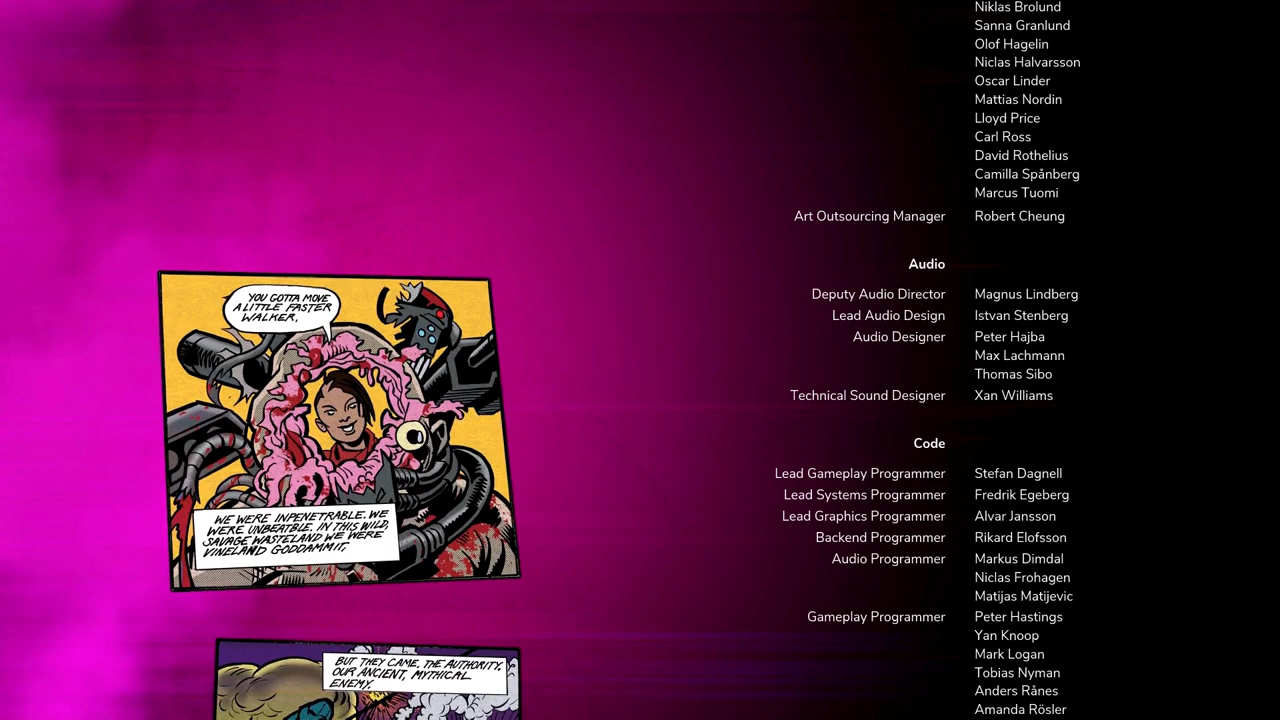 Niklas Brolund
Sanna Granlund
Olof Hagelin
Niclas Halvarsson
Oscar Linder
Mattias Nordin
Lloyd Price
Carl Ross
David Rothelius
Camilla Spånberg
Marcus Tuomi
Art Outsourcing Manager Robert Cheung
Audio
Deputy Audio Director Magnus Lindberg
Lead Audio Design Istvan Stenberg
Audio Designer Peter Hajba
Max Lachmann
Thomas Sibo
Technical Sound Designer Xan Williams
Code
Lead Gameplay Programmer Stefan Dagnell
Lead Systems Programmer Fredrik Egeberg
Lead Graphics Programmer Alvar Jansson
Backend Programmer Rikard Elofsson
Audio Programmer Markus Dimdal
Niclas Frohagen
Matijas Matijevic
Gameplay Programmer Peter Hastings
Yan Knoop
Mark Logan
Tobias Nyman
Anders Rånes
Amanda Rösler
YOU GOTTA MOVE
A LITTLE FASTER
WALKER.
WE WERE INPENETRABLE. WE
WERE UNBEATBLE. IN THIS WILD,
SAVAGE WASTELAND WE WERE
VINELAND GODDAMMIT,
BUT THEY CAME, THE AUTHORITY.
OUR ANCIENT, MYTHICAL
ENEMY.